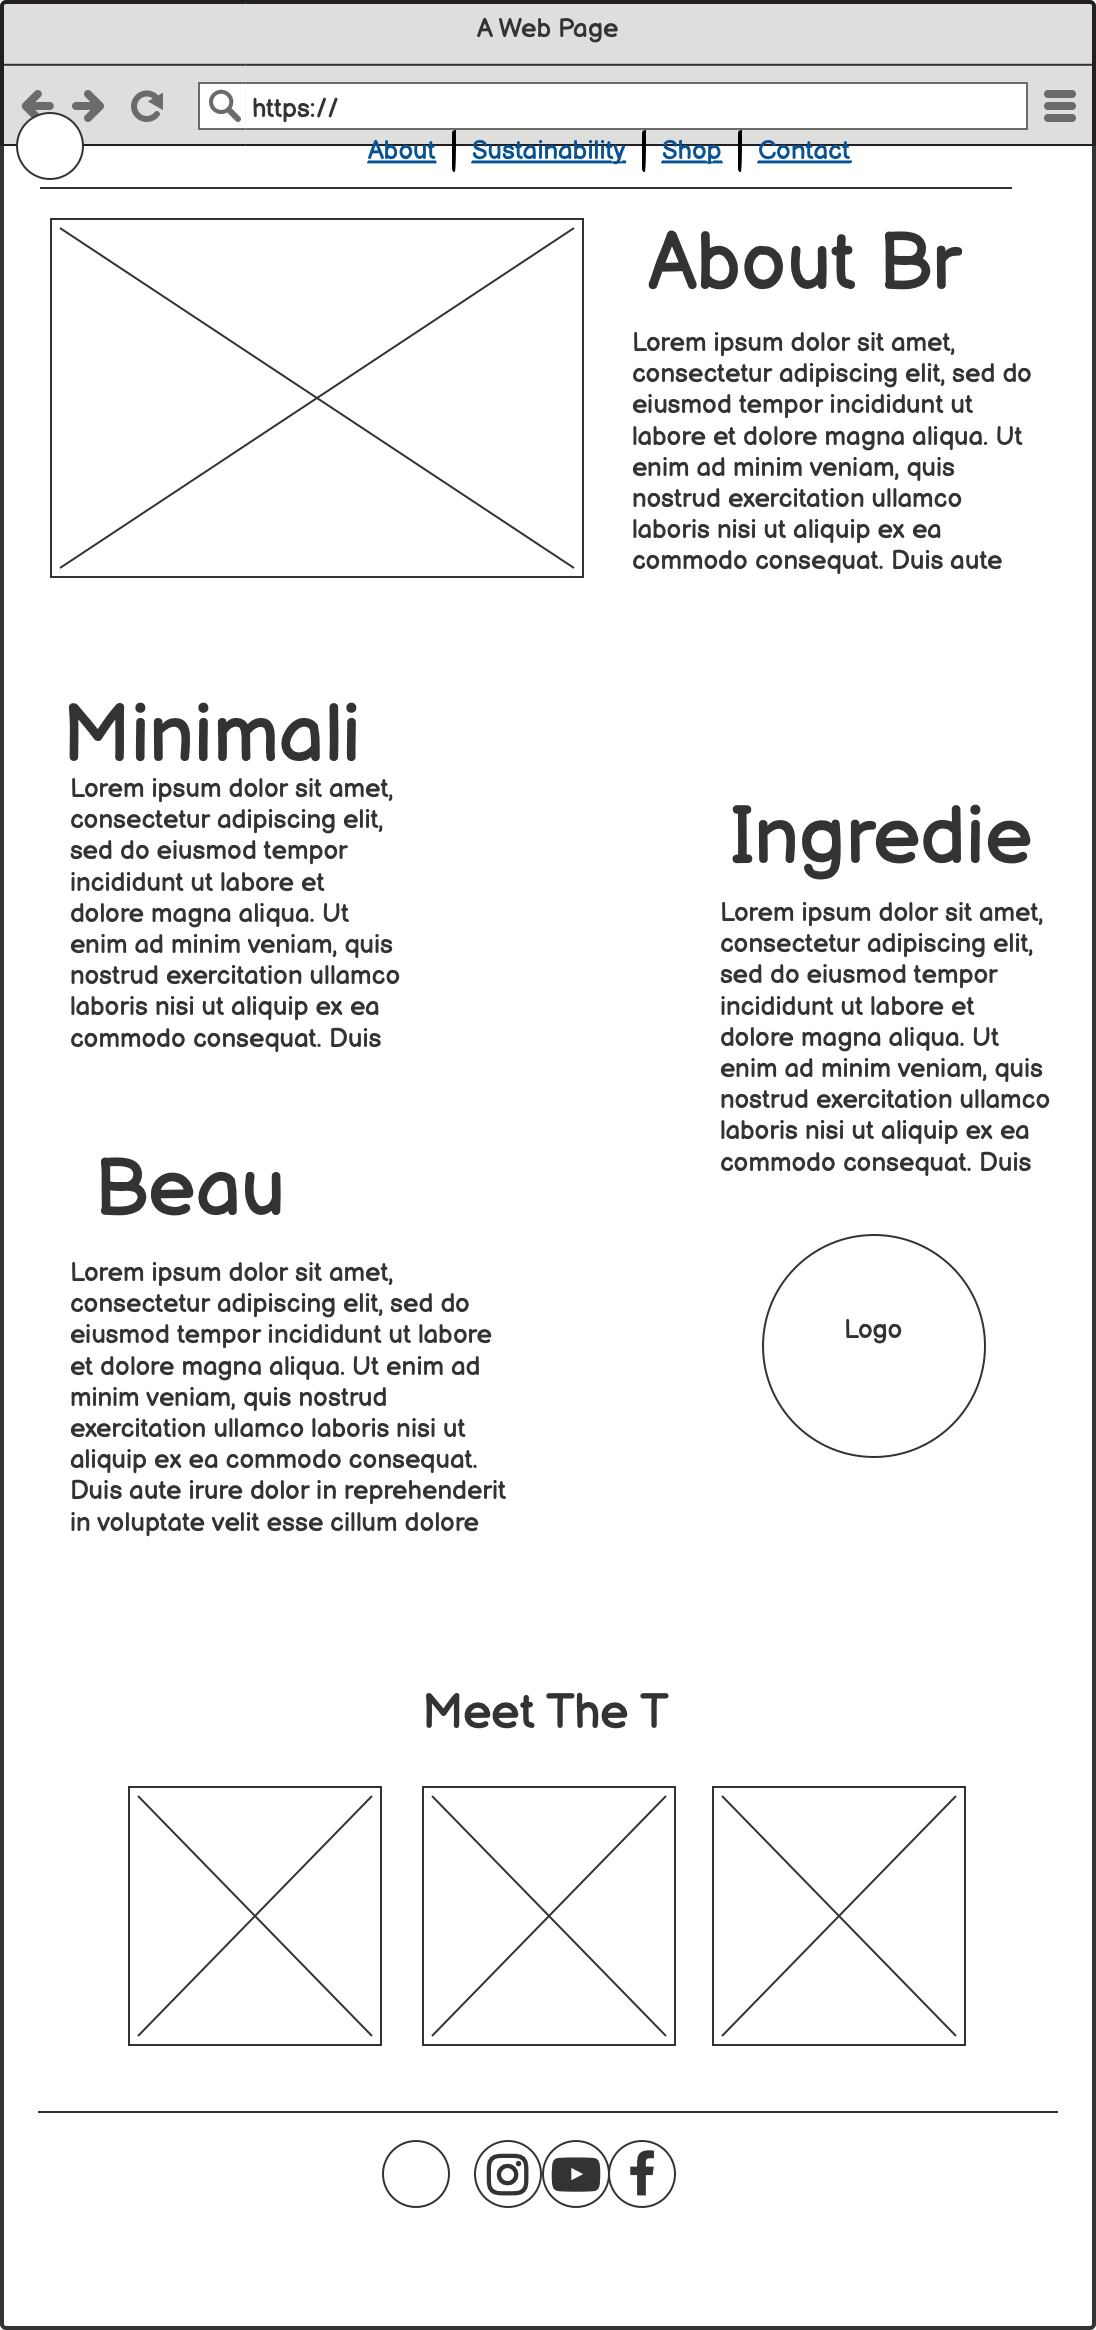 A Web Page
https://
About Sustainability Shop Contact
About Br
Lorem ipsum dolor sit amet,
consectetur adipiscing elit, sed do
eiusmod tempor incididunt ut
labore et dolore magna aliqua. Ut
enim ad minim veniam, quis
nostrud exercitation ullamco
laboris nisi ut aliquip ex ea
commodo consequat. Duis aute
Minimali
Lorem ipsum dolor sit amet,
consectetur adipiscing elit,
sed do eiusmod tempor
incididunt ut labore et
dolore magna aliqua. Ut
enim ad minim veniam, quis
nostrud exercitation ullamco
laboris nisi ut aliquip ex ea
commodo consequat. Duis
Ingredie
Lorem ipsum dolor sit amet,
consectetur adipiscing elit,
sed do eiusmod tempor
incididunt ut labore et
dolore magna aliqua. Ut
enim ad minim veniam, quis
nostrud exercitation ullamco
laboris nisi ut aliquip ex ea
commodo consequat. Duis
Beau
Lorem ipsum dolor sit amet,
consectetur adipiscing elit, sed do
eiusmod tempor incididunt ut labore
et dolore magna aliqua. Ut enim ad
minim veniam, quis nostrud
exercitation ullamco laboris nisi ut
aliquip ex ea commodo consequat.
Duis aute irure dolor in reprehenderit
in voluptate velit esse cillum dolore
Logo
Meet The T